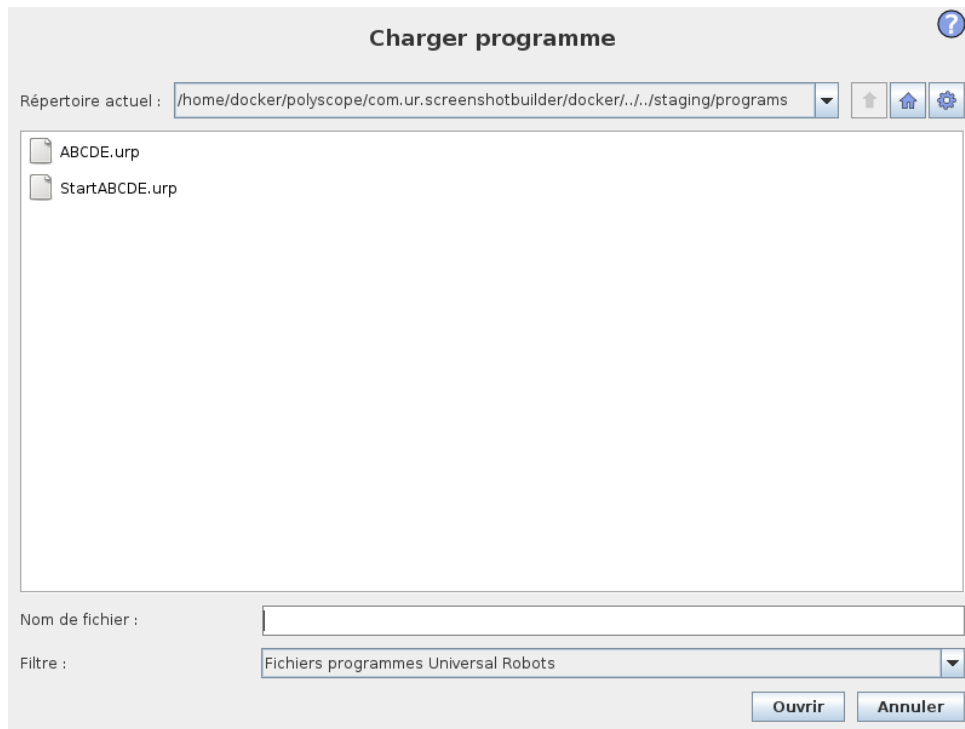 Charger programme
?
Répertoire actuel : /home/docker/polyscope/com.ur.screenshotbuilder/docker/../../staging/programs
ABCDE.urp
StartABCDE.urp
Nom de fichier :
Filtre : Fichiers programmes Universal Robots
Ouvrir Annuler